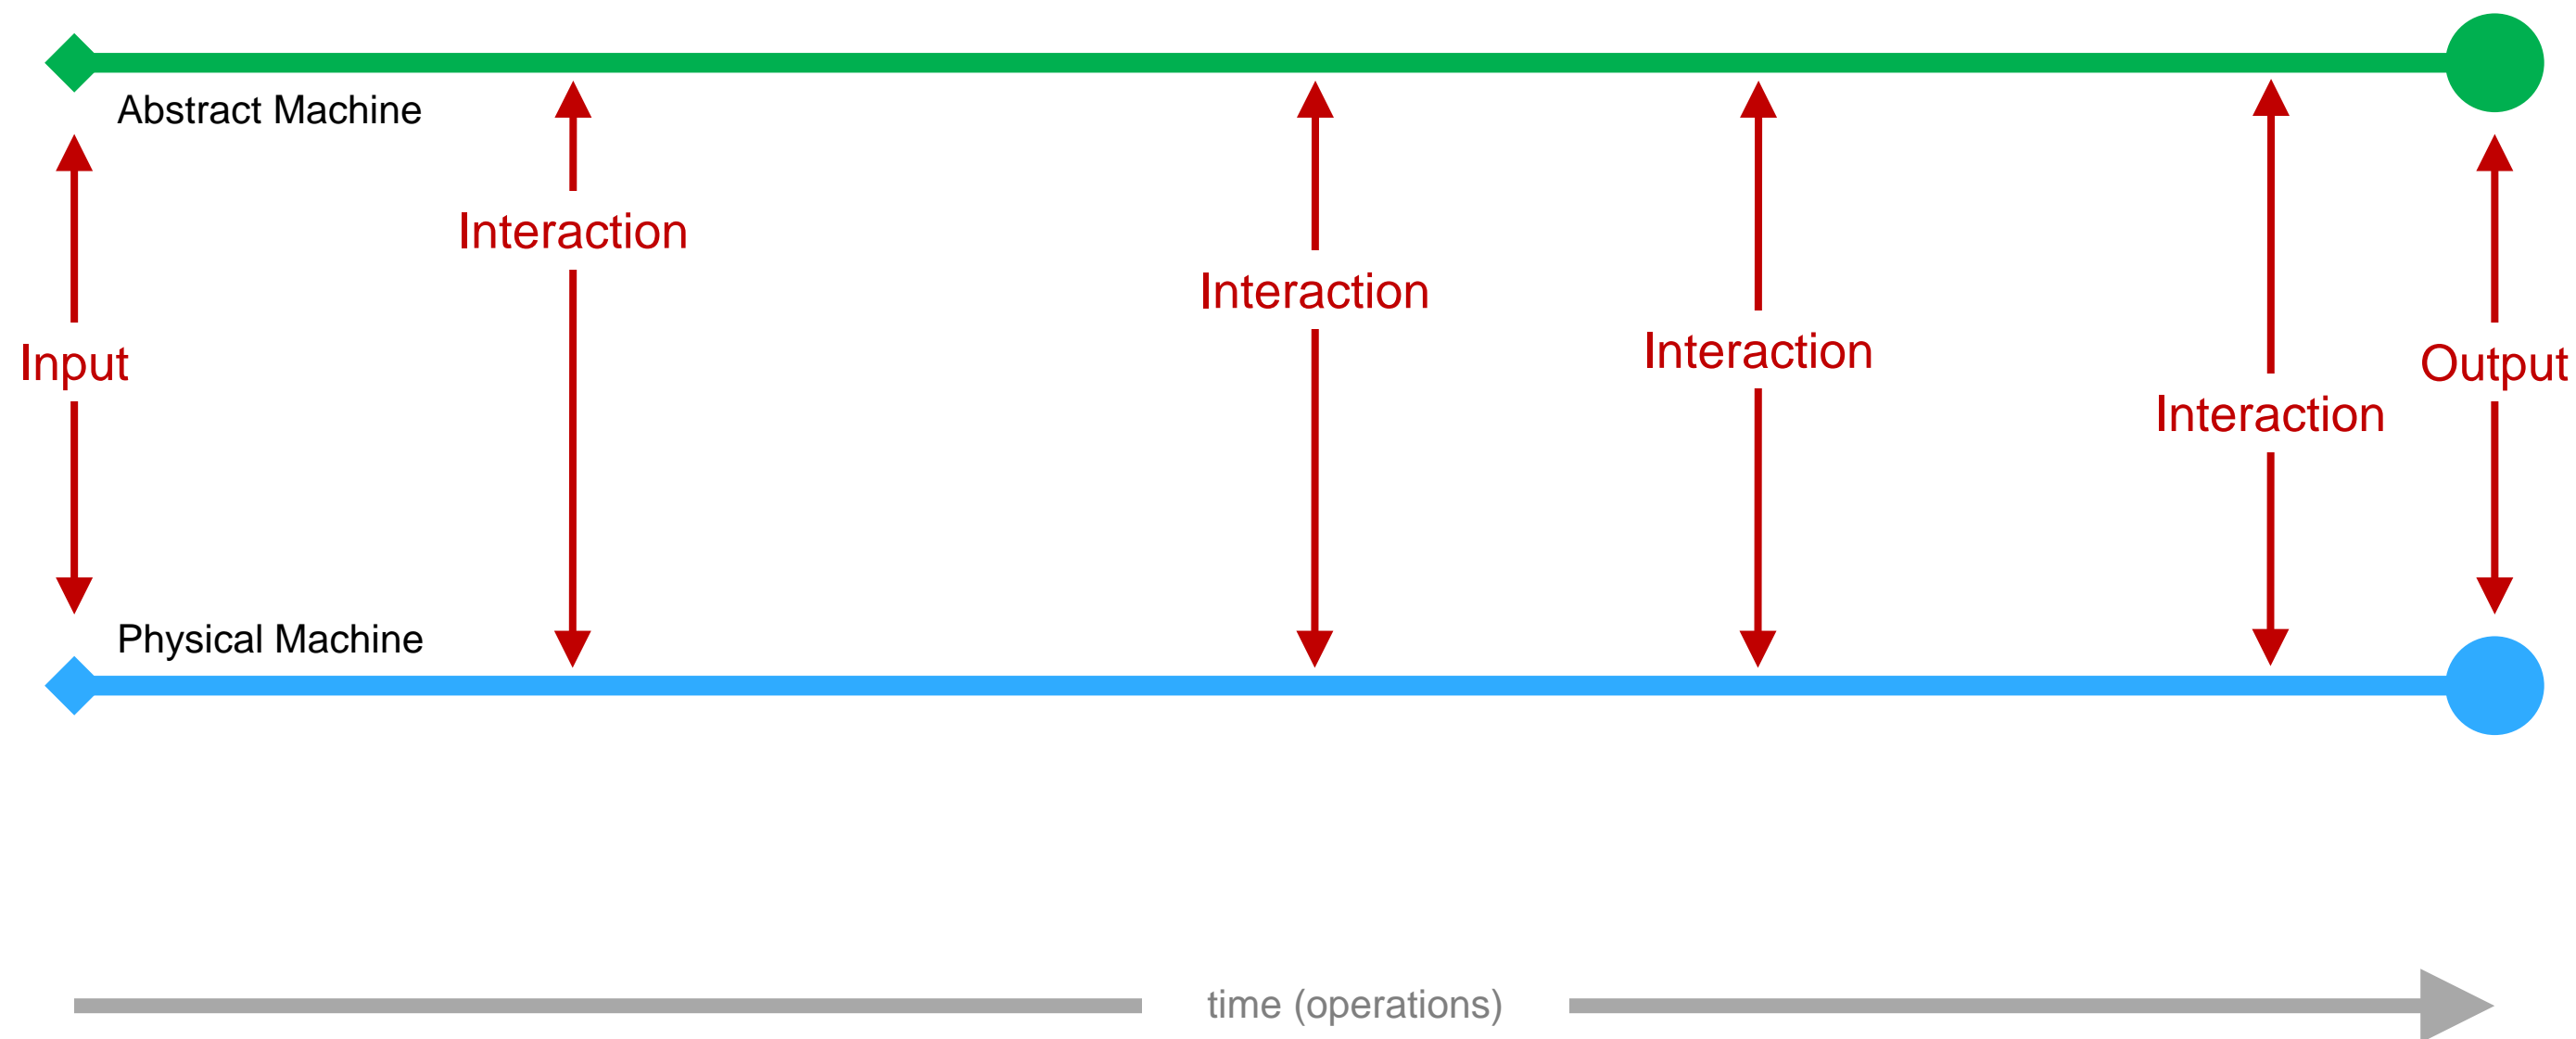 Abstract Machine
Interaction
Interaction
Interaction
Input
Output
Interaction
Physical Machine
time (operations)